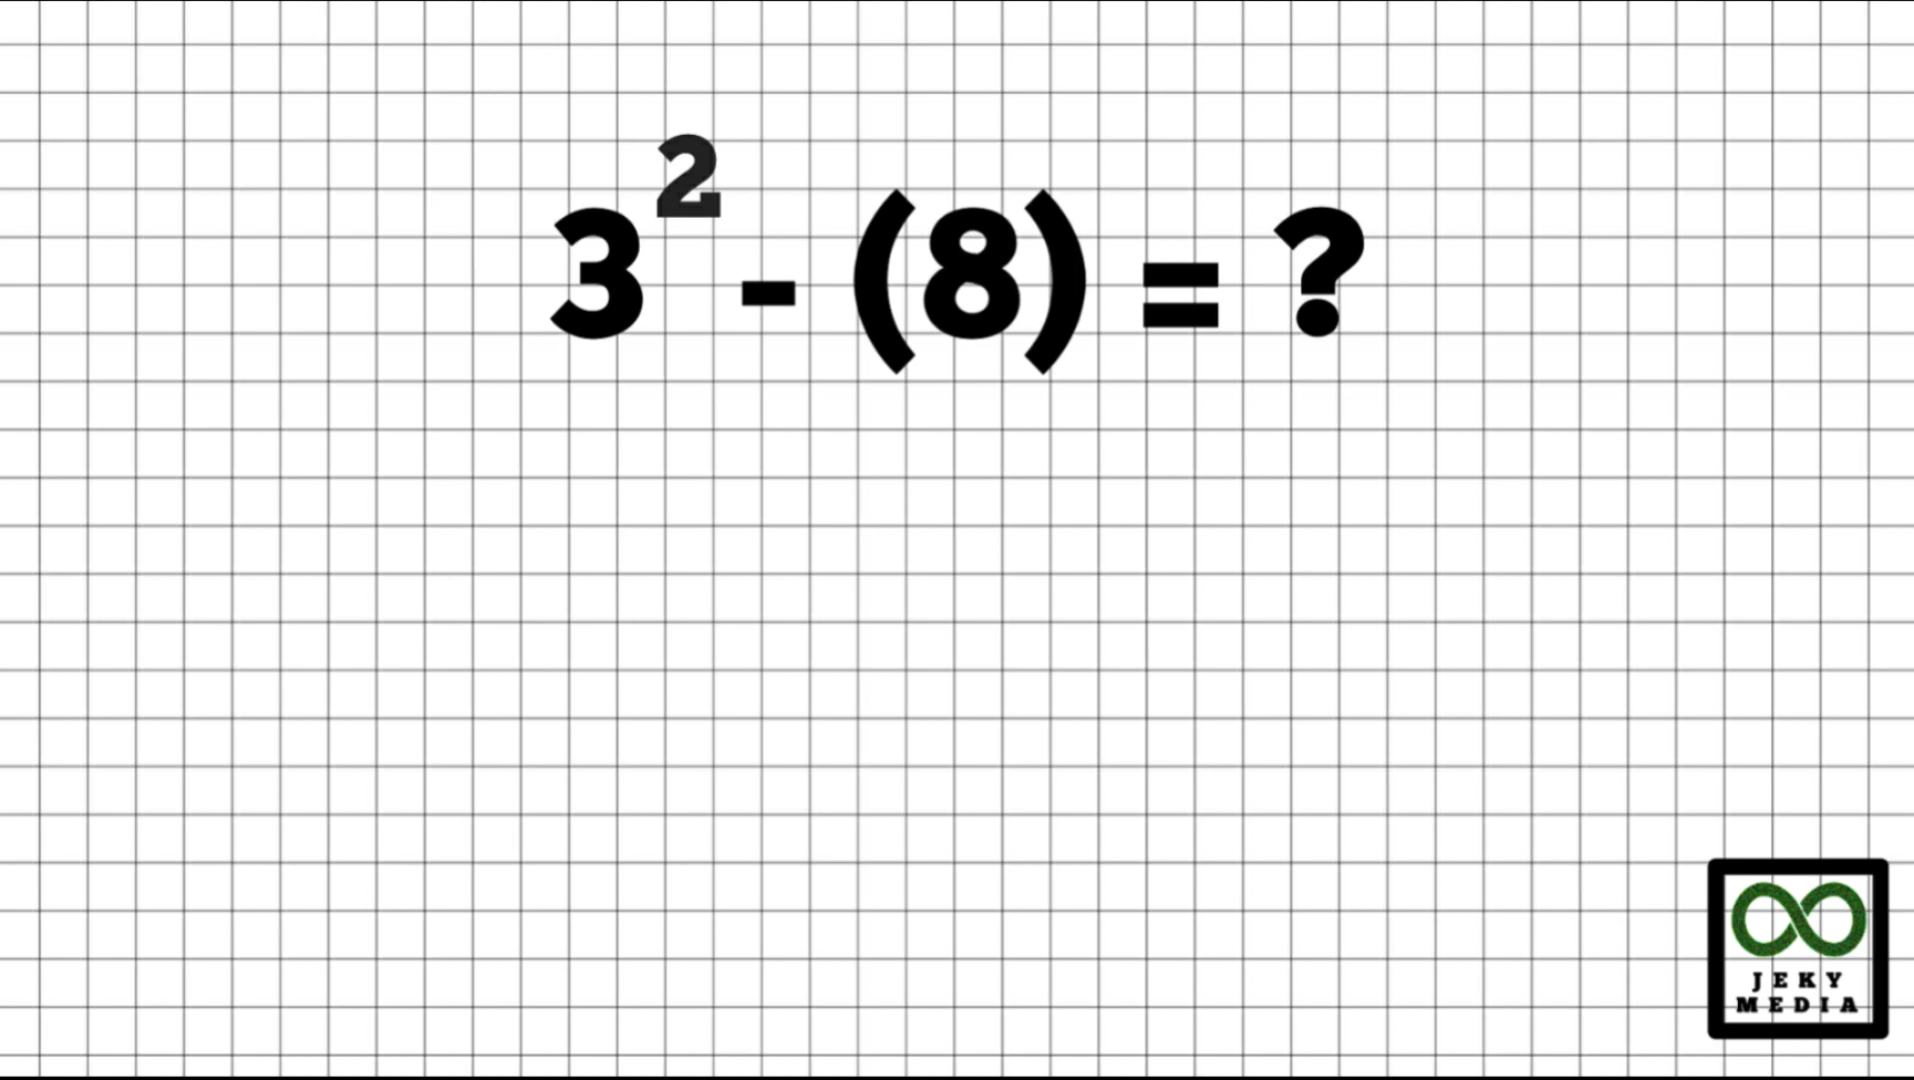 3² - (8) = ?
JEKY
MEDIA